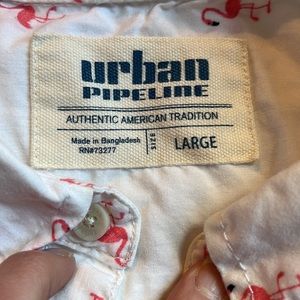 urban
PIPELINE
AUTHENTIC AMERICAN TRADITION
Made in Bangladesh
RN#73277
SIZE
LARGE